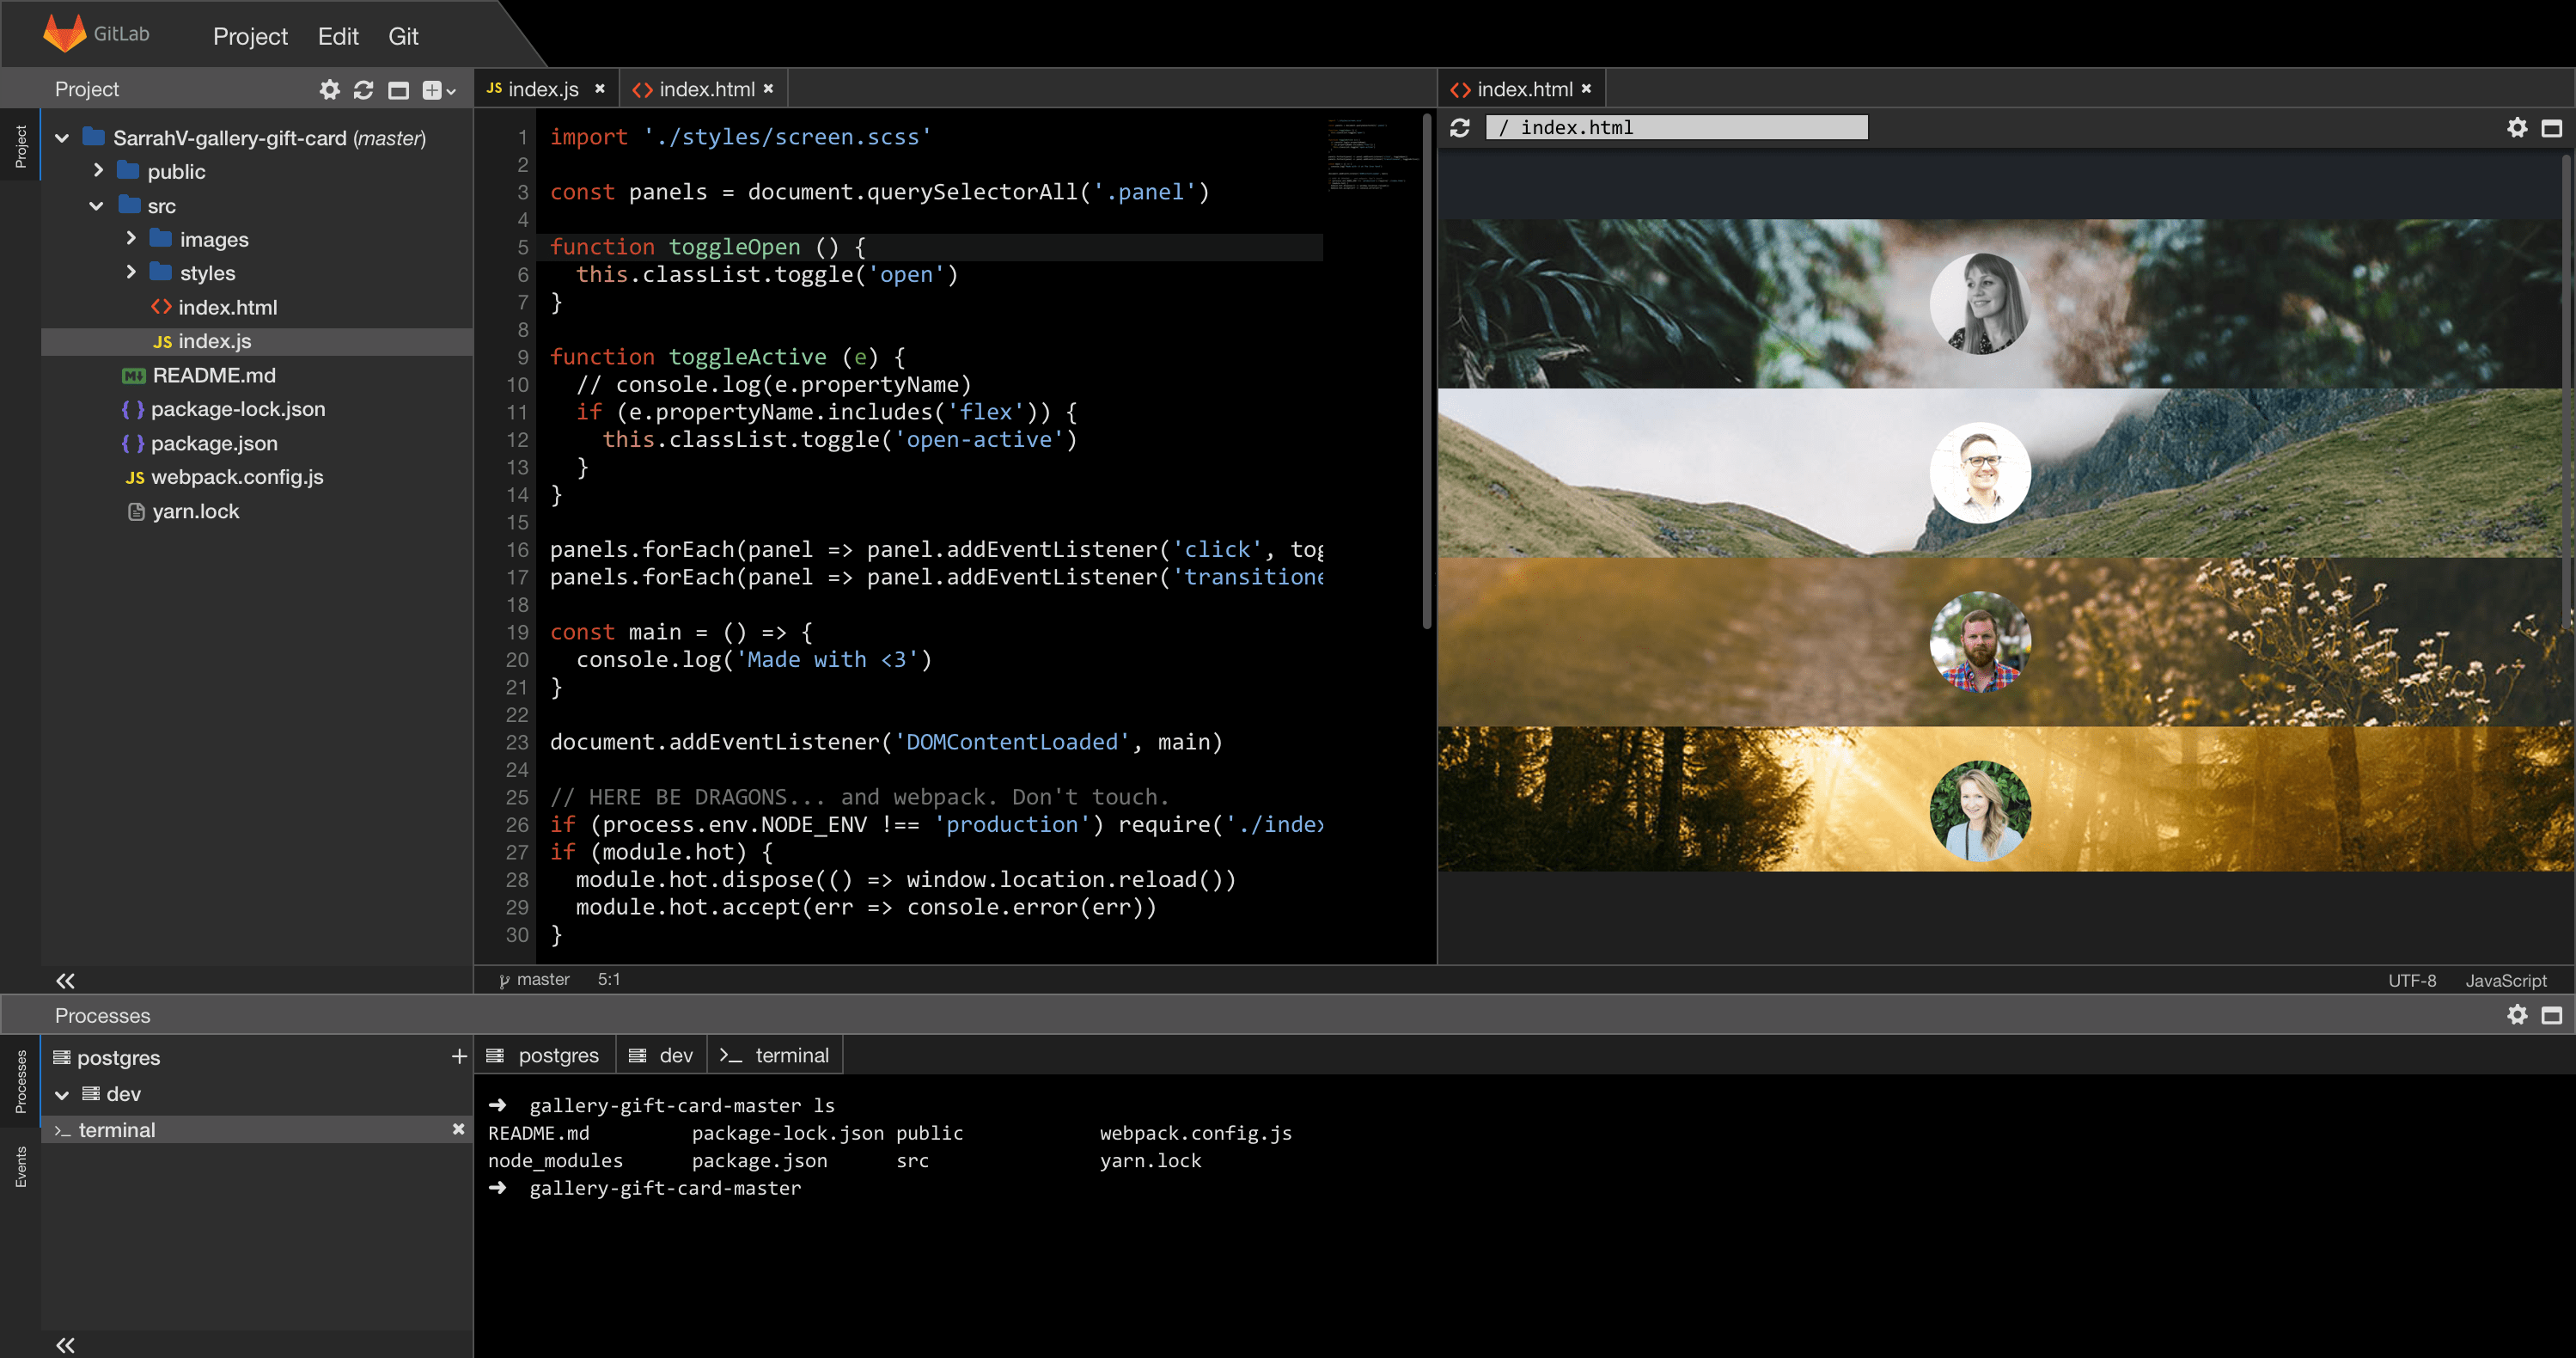 GitLab
Project Edit Git
Project
Project
SarrahV-gallery-gift-card (master)
public
src
images
styles
index.html
JS index.js
README.md
{ } package-lock.json
{ } package.json
JS webpack.config.js
yarn.lock
JS index.js
index.html
1 import './styles/screen.scss'
2
3 const panels = document.querySelectorAll('.panel')
4
5 function toggleOpen () {
6 this.classList.toggle('open')
7 }
8
9 function toggleActive (e) {
10 // console.log(e.propertyName)
11 if (e.propertyName.includes('flex')) {
12 this.classList.toggle('open-active')
13 }
14 }
15
16 panels.forEach(panel => panel.addEventListener('click', tog
17 panels.forEach(panel => panel.addEventListener('transitione
18
19 const main = () => {
20 console.log('Made with <3')
21 }
22
23 document.addEventListener('DOMContentLoaded', main)
24
25 // HERE BE DRAGONS... and webpack. Don't touch.
26 if (process.env.NODE_ENV !== 'production') require('./index
27 if (module.hot) {
28 module.hot.dispose(() => window.location.reload())
29 module.hot.accept(err => console.error(err))
30 }
index.html
/ index.html
master 5:1
UTF-8 JavaScript
Processes
Processes
Events
postgres
dev
terminal
postgres dev terminal
➜ gallery-gift-card-master ls
README.md package-lock.json public webpack.config.js
node_modules package.json src yarn.lock
➜ gallery-gift-card-master